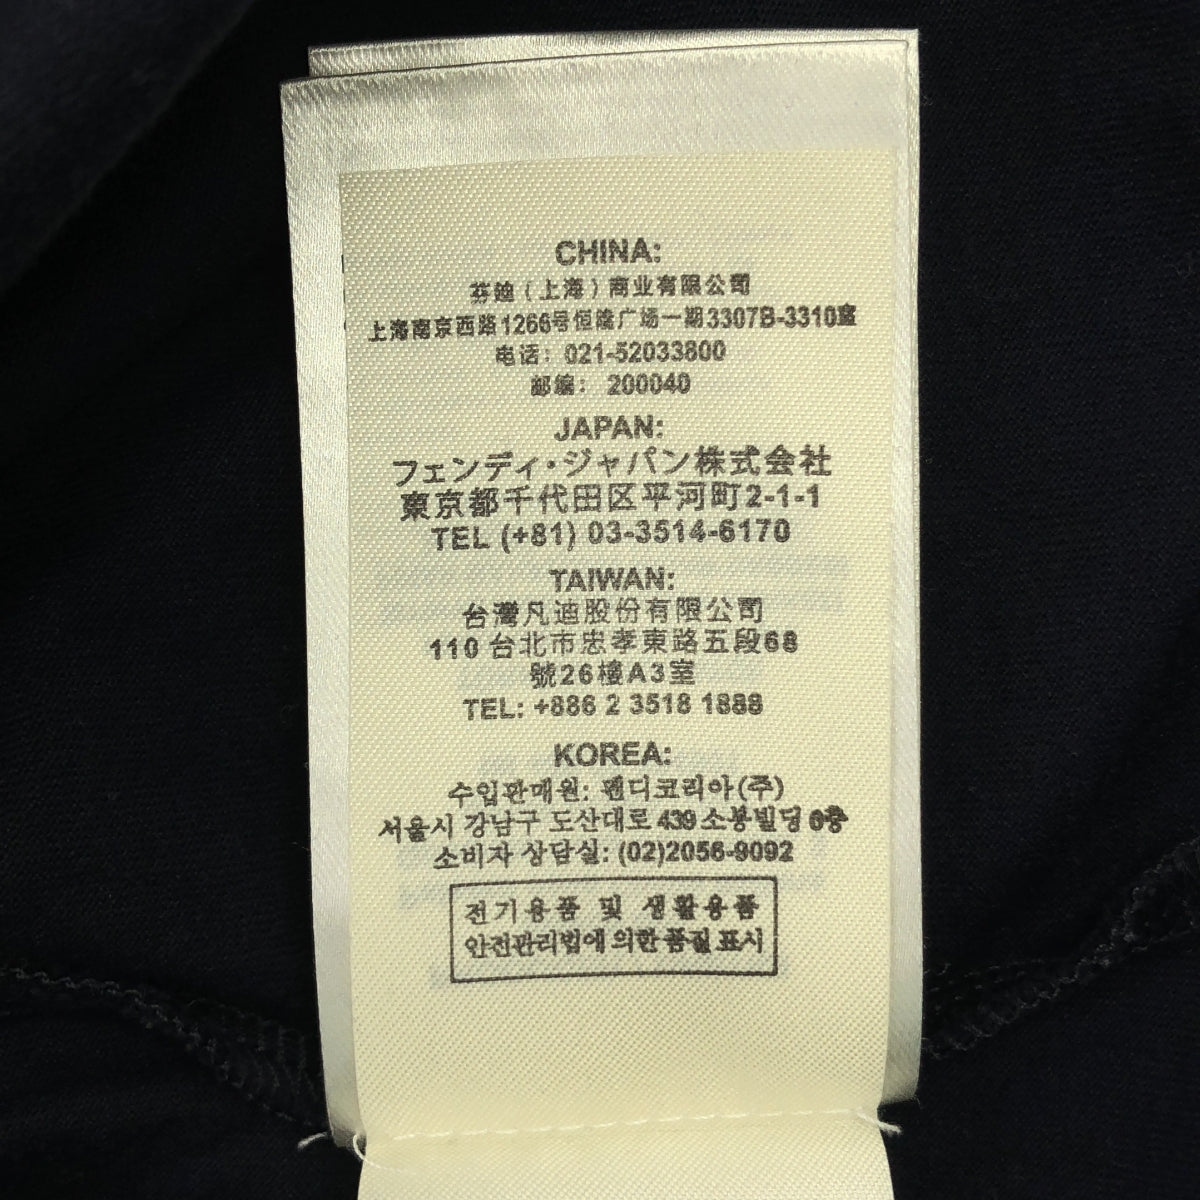 CHINA:
芬迪（上海）商业有限公司
上海南京西路1266号恒隆广场一期3307B-3310室
电话：021-52033800
邮编：200040
JAPAN:
フェンディ・ジャパン株式会社
東京都千代田区平河町2-1-1
TEL (+81) 03-3514-6170
TAIWAN:
台灣凡迪股份有限公司
110 台北市忠孝東路五段68
號26樓A3室
TEL: +886 2 3518 1888
KOREA:
수입판매원: 펜디코리아(주)
서울시 강남구 도산대로 439 소봉빌딩 6층
소비자 상담실: (02)2056-9092
전기용품 및 생활용품
안전관리법에 의한 품질 표시